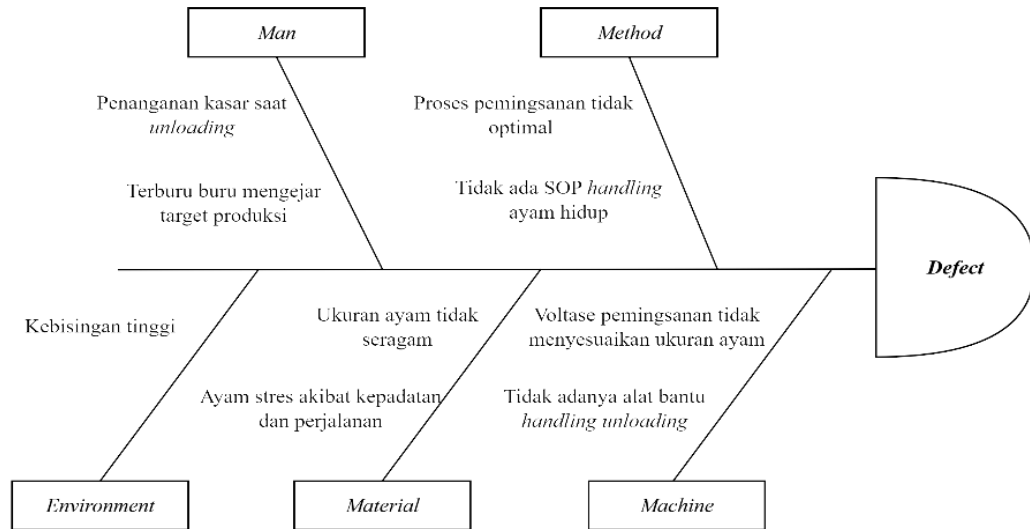 Man
Method
Penanganan kasar saat
unloading
Proses pemingsanan tidak
optimal
Terburu buru mengejar
target produksi
Tidak ada SOP handling
ayam hidup
Defect
Kebisingan tinggi
Ukuran ayam tidak
seragam
Voltase pemingsanan tidak
menyesuaikan ukuran ayam
Ayam stres akibat kepadatan
dan perjalanan
Tidak adanya alat bantu
handling unloading
Environment
Material
Machine